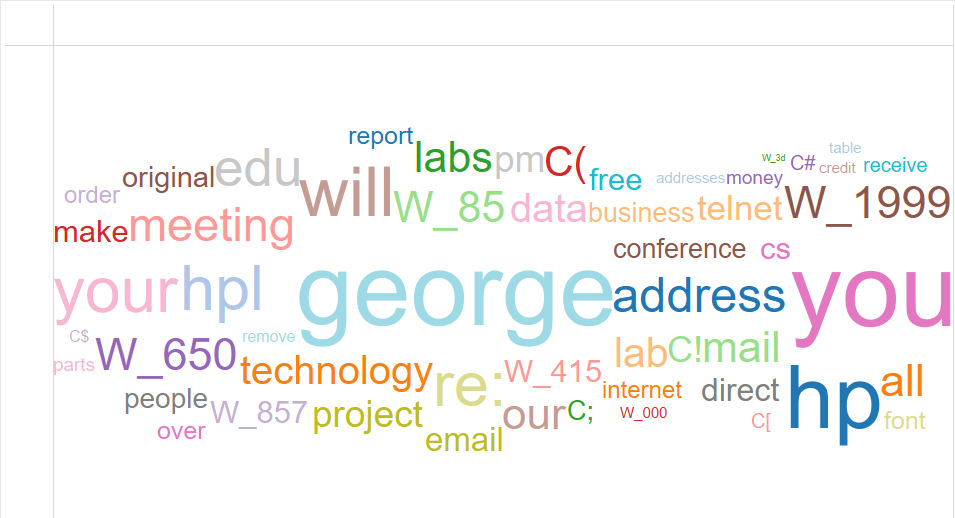 report
labs
pm
C(
table
W_3d
C#
credit
receive
original
edu
will
free
addresses
money
order
W_85
data
business
telnet
W_1999
make
meeting
conference
cs
your
hpl
george
address
you
C$
remove
parts
W_650
technology
re:
W_415
lab
C!
mail
internet
direct
hp
all
people
W_857
project
our
C;
W_000
C[
font
over
email